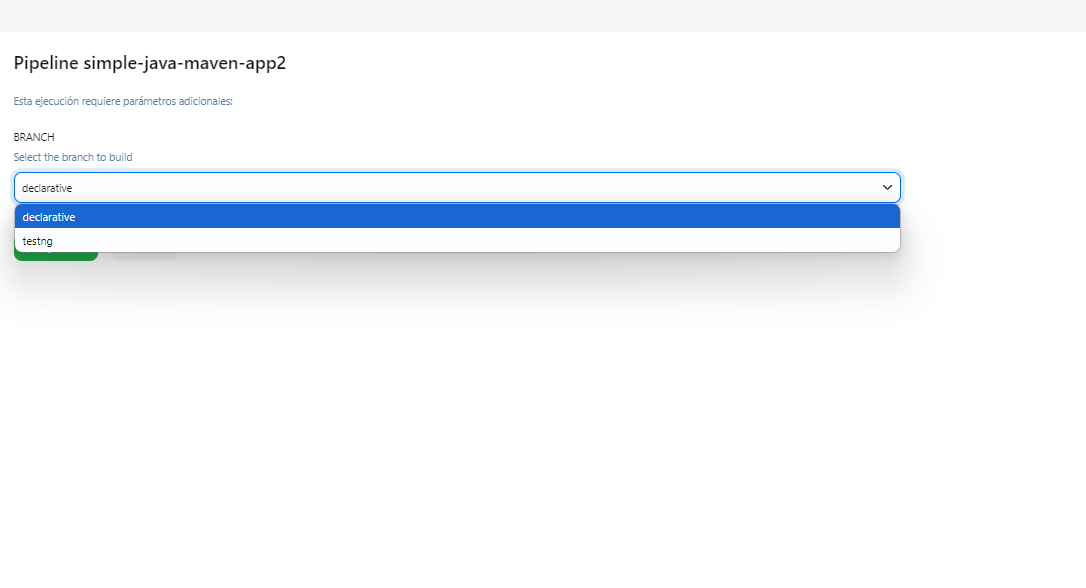 Pipeline simple-java-maven-app2
Esta ejecución requiere parámetros adicionales:
BRANCH
Select the branch to build
declarative
declarative
testng